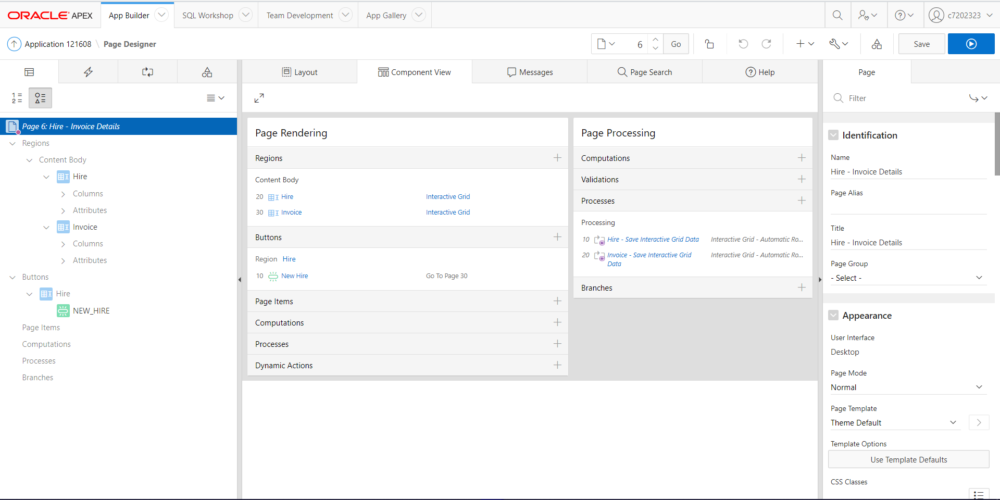 ORACLE APEX App Builder SQL Workshop Team Development App Gallery c7202323
Application 121608 \ Page Designer 6 Go Save
Layout Component View Messages Page Search Help Page
Filter
Page 6: Hire - Invoice Details
Regions
Content Body
Hire
Columns
Attributes
Invoice
Columns
Attributes
Buttons
Hire
NEW_HIRE
Page Items
Computations
Processes
Branches
Page Rendering
Regions
Content Body
20 Hire Interactive Grid
30 Invoice Interactive Grid
Buttons
Region Hire
10 New Hire Go To Page 30
Page Items
Computations
Processes
Dynamic Actions
Page Processing
Computations
Validations
Processes
Processing
10 Hire - Save Interactive Grid Data Interactive Grid - Automatic Ro...
20 Invoice - Save Interactive Grid Interactive Grid - Automatic Ro...
Data
Branches
Identification
Name
Hire - Invoice Details
Page Alias
Title
Hire - Invoice Details
Page Group
- Select -
Appearance
User Interface
Desktop
Page Mode
Normal
Page Template
Theme Default
Template Options
Use Template Defaults
CSS Classes